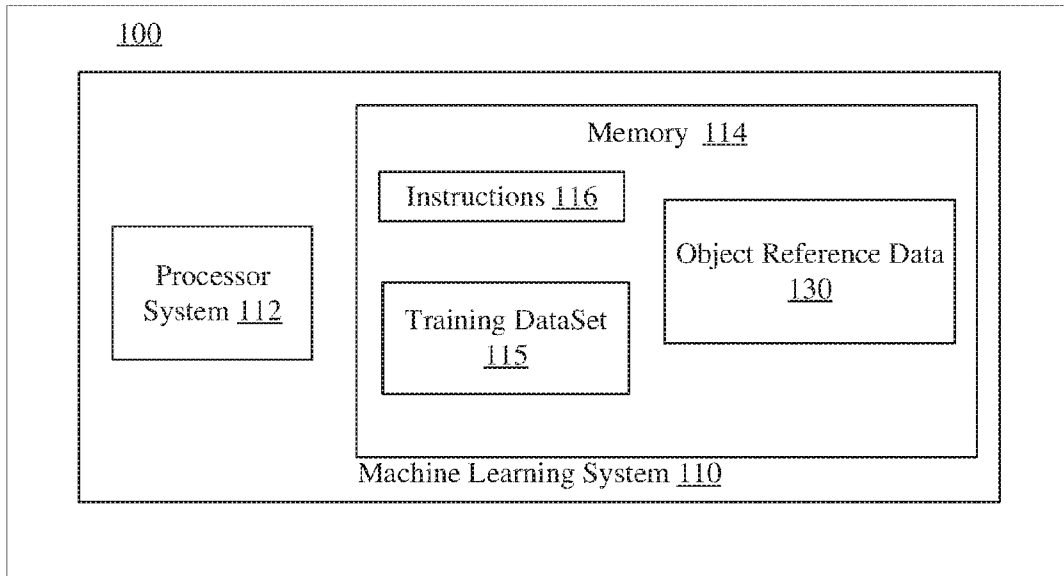 100
Memory 114
Instructions 116
Object Reference Data
130
Processor
System 112
Training DataSet
115
Machine Learning System 110